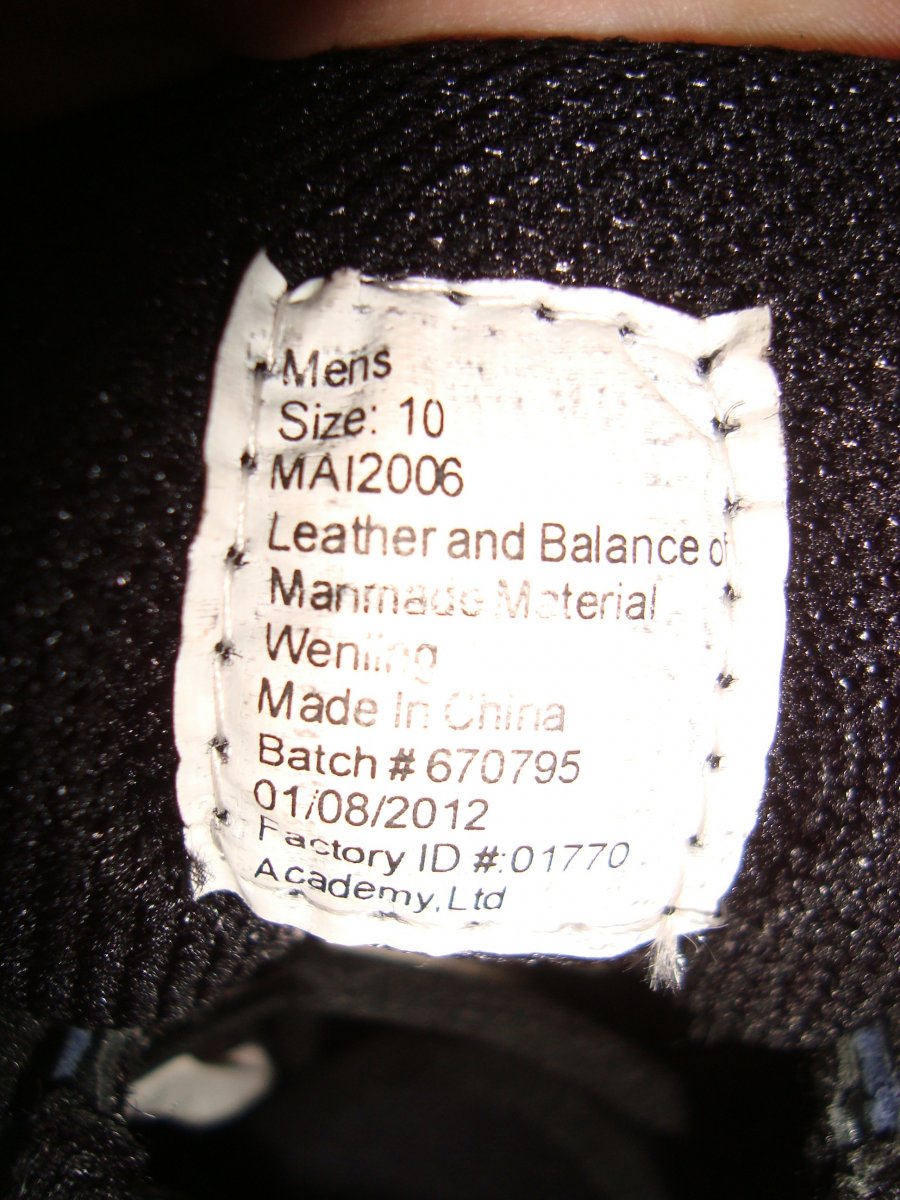 Mens
Size: 10
MAI2006
Leather and Balance of
Manmade Material
Made In China
Batch # 670795
01/08/2012
Factory ID #:01770
Academy,Ltd